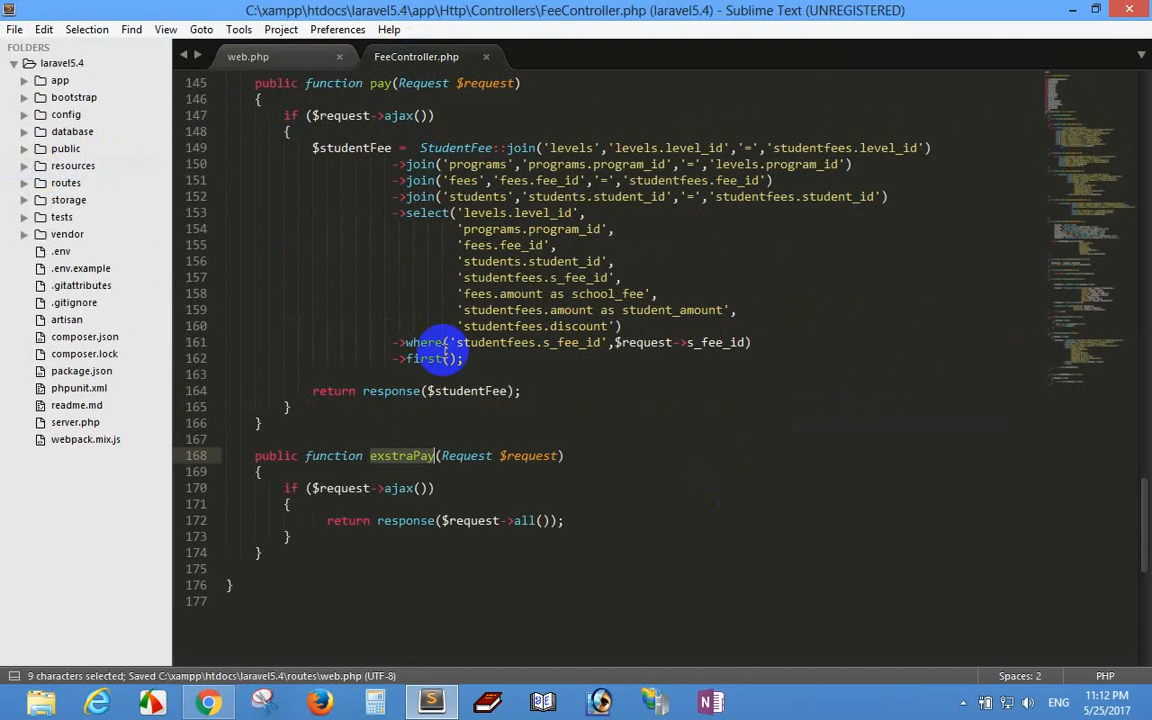 C:\xampp\htdocs\laravel5.4\app\Http\Controllers\FeeController.php (laravel5.4) - Sublime Text (UNREGISTERED)
File Edit Selection Find View Goto Tools Project Preferences Help
FOLDERS
laravel5.4
app
bootstrap
config
database
public
resources
routes
storage
tests
vendor
.env
.env.example
.gitattributes
.gitignore
artisan
composer.json
composer.lock
package.json
phpunit.xml
readme.md
server.php
webpack.mix.js
web.php
FeeController.php
145 public function pay(Request $request)
146 {
147 if ($request->ajax())
148 {
149 $studentFee = StudentFee::join('levels','levels.level_id','=','studentfees.level_id')
150 ->join('programs','programs.program_id','=','levels.program_id')
151 ->join('fees','fees.fee_id','=','studentfees.fee_id')
152 ->join('students','students.student_id','=','studentfees.student_id')
153 ->select('levels.level_id',
154 'programs.program_id',
155 'fees.fee_id',
156 'students.student_id',
157 'studentfees.s_fee_id',
158 'fees.amount as school_fee',
159 'studentfees.amount as student_amount',
160 'studentfees.discount')
161 ->where('studentfees.s_fee_id',$request->s_fee_id)
162 ->first();
163
164 return response($studentFee);
165 }
166 }
167
168 public function exstraPay(Request $request)
169 {
170 if ($request->ajax())
171 {
172 return response($request->all());
173 }
174 }
175
176 }
177
9 characters selected; Saved C:\xampp\htdocs\laravel5.4\routes\web.php (UTF-8)
Spaces: 2
PHP
ENG
11:12 PM
5/25/2017